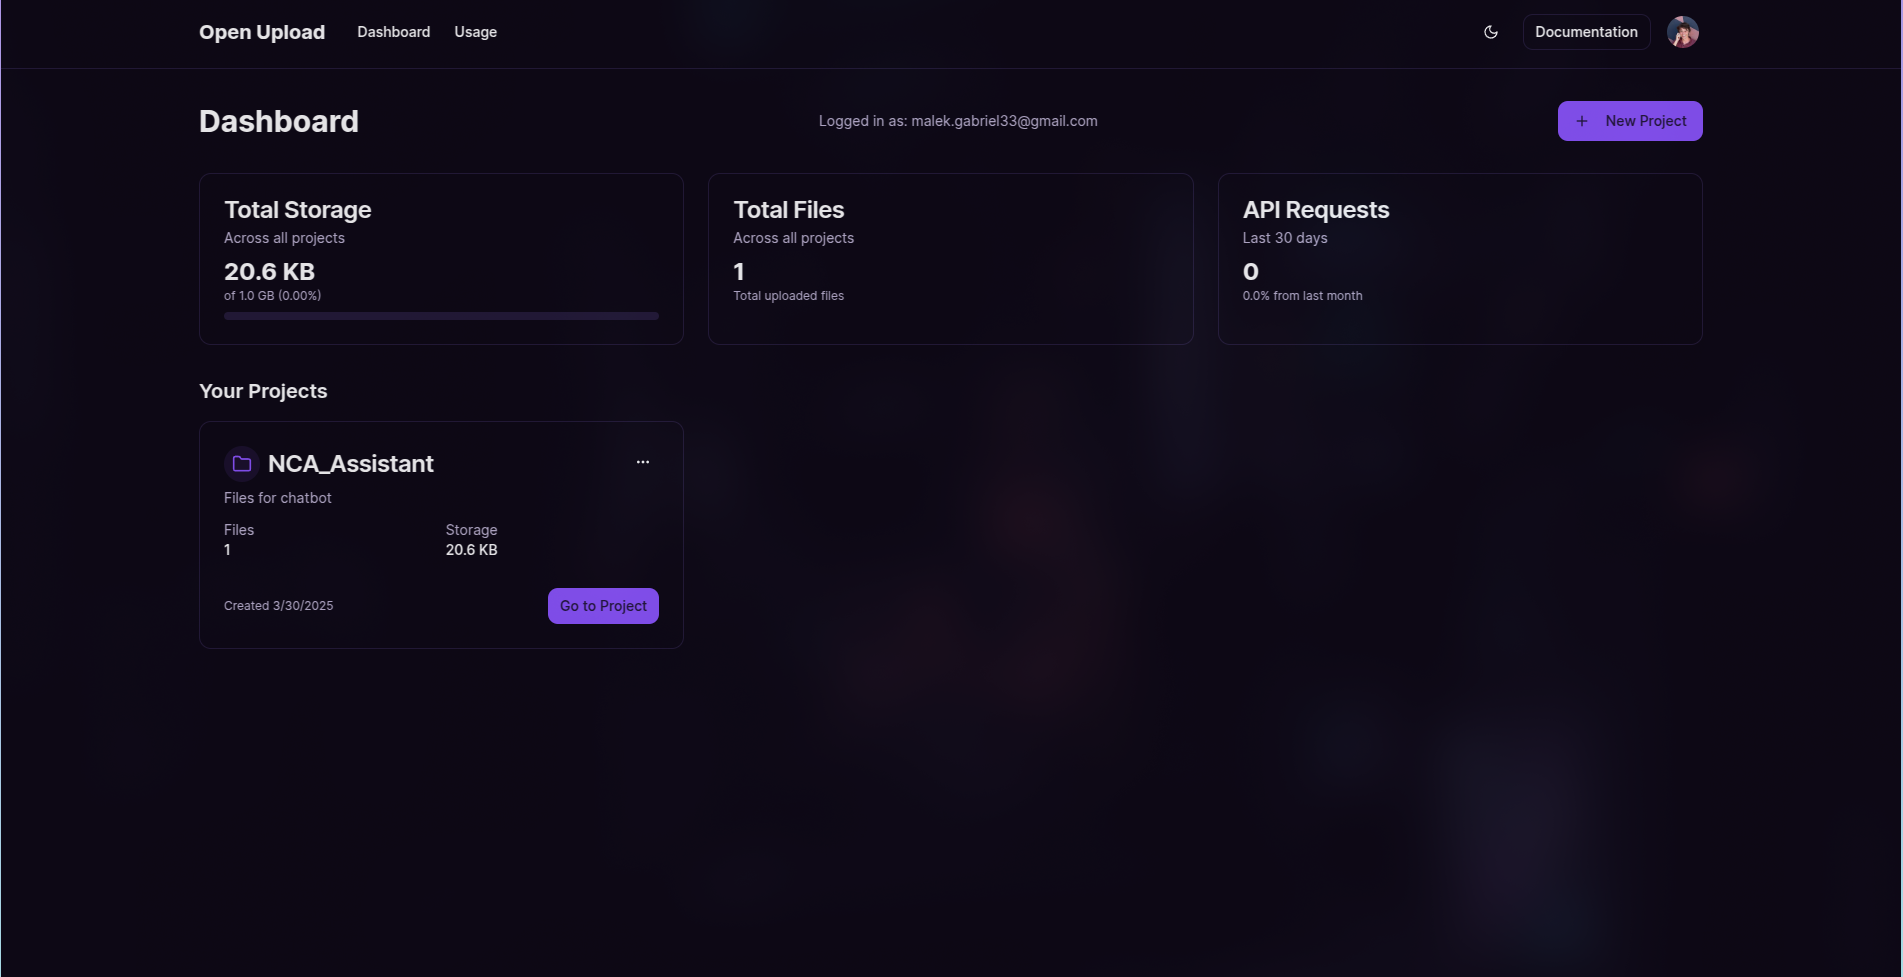 Open Upload Dashboard Usage Documentation
Dashboard Logged in as: malek.gabriel33@gmail.com + New Project
Total Storage
Across all projects
20.6 KB
of 1.0 GB (0.00%)
Total Files
Across all projects
1
Total uploaded files
API Requests
Last 30 days
0
0.0% from last month
Your Projects
NCA_Assistant ...
Files for chatbot
Files Storage
1 20.6 KB
Created 3/30/2025 Go to Project